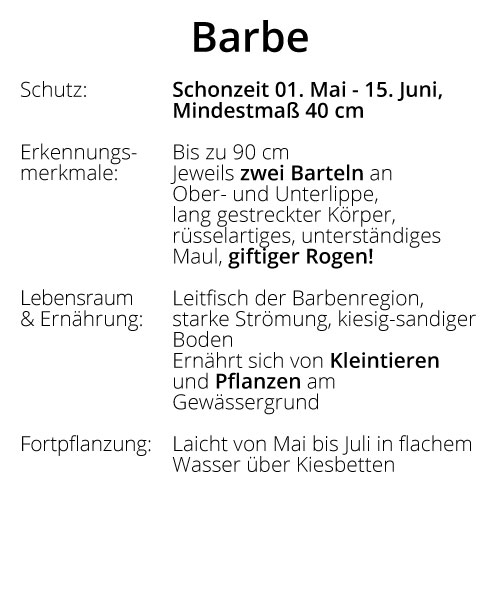 Barbe
Schutz: Schonzeit 01. Mai - 15. Juni,
Mindestmaß 40 cm
Erkennungs- Bis zu 90 cm
merkmale: Jeweils zwei Barteln an
Ober- und Unterlippe,
lang gestreckter Körper,
rüsselartiges, unterständiges
Maul, giftiger Rogen!
Lebensraum Leitfisch der Barbenregion,
& Ernährung: starke Strömung, kiesig-sandiger
Boden
Ernährt sich von Kleintieren
und Pflanzen am
Gewässergrund
Fortpflanzung: Laicht von Mai bis Juli in flachem
Wasser über Kiesbetten